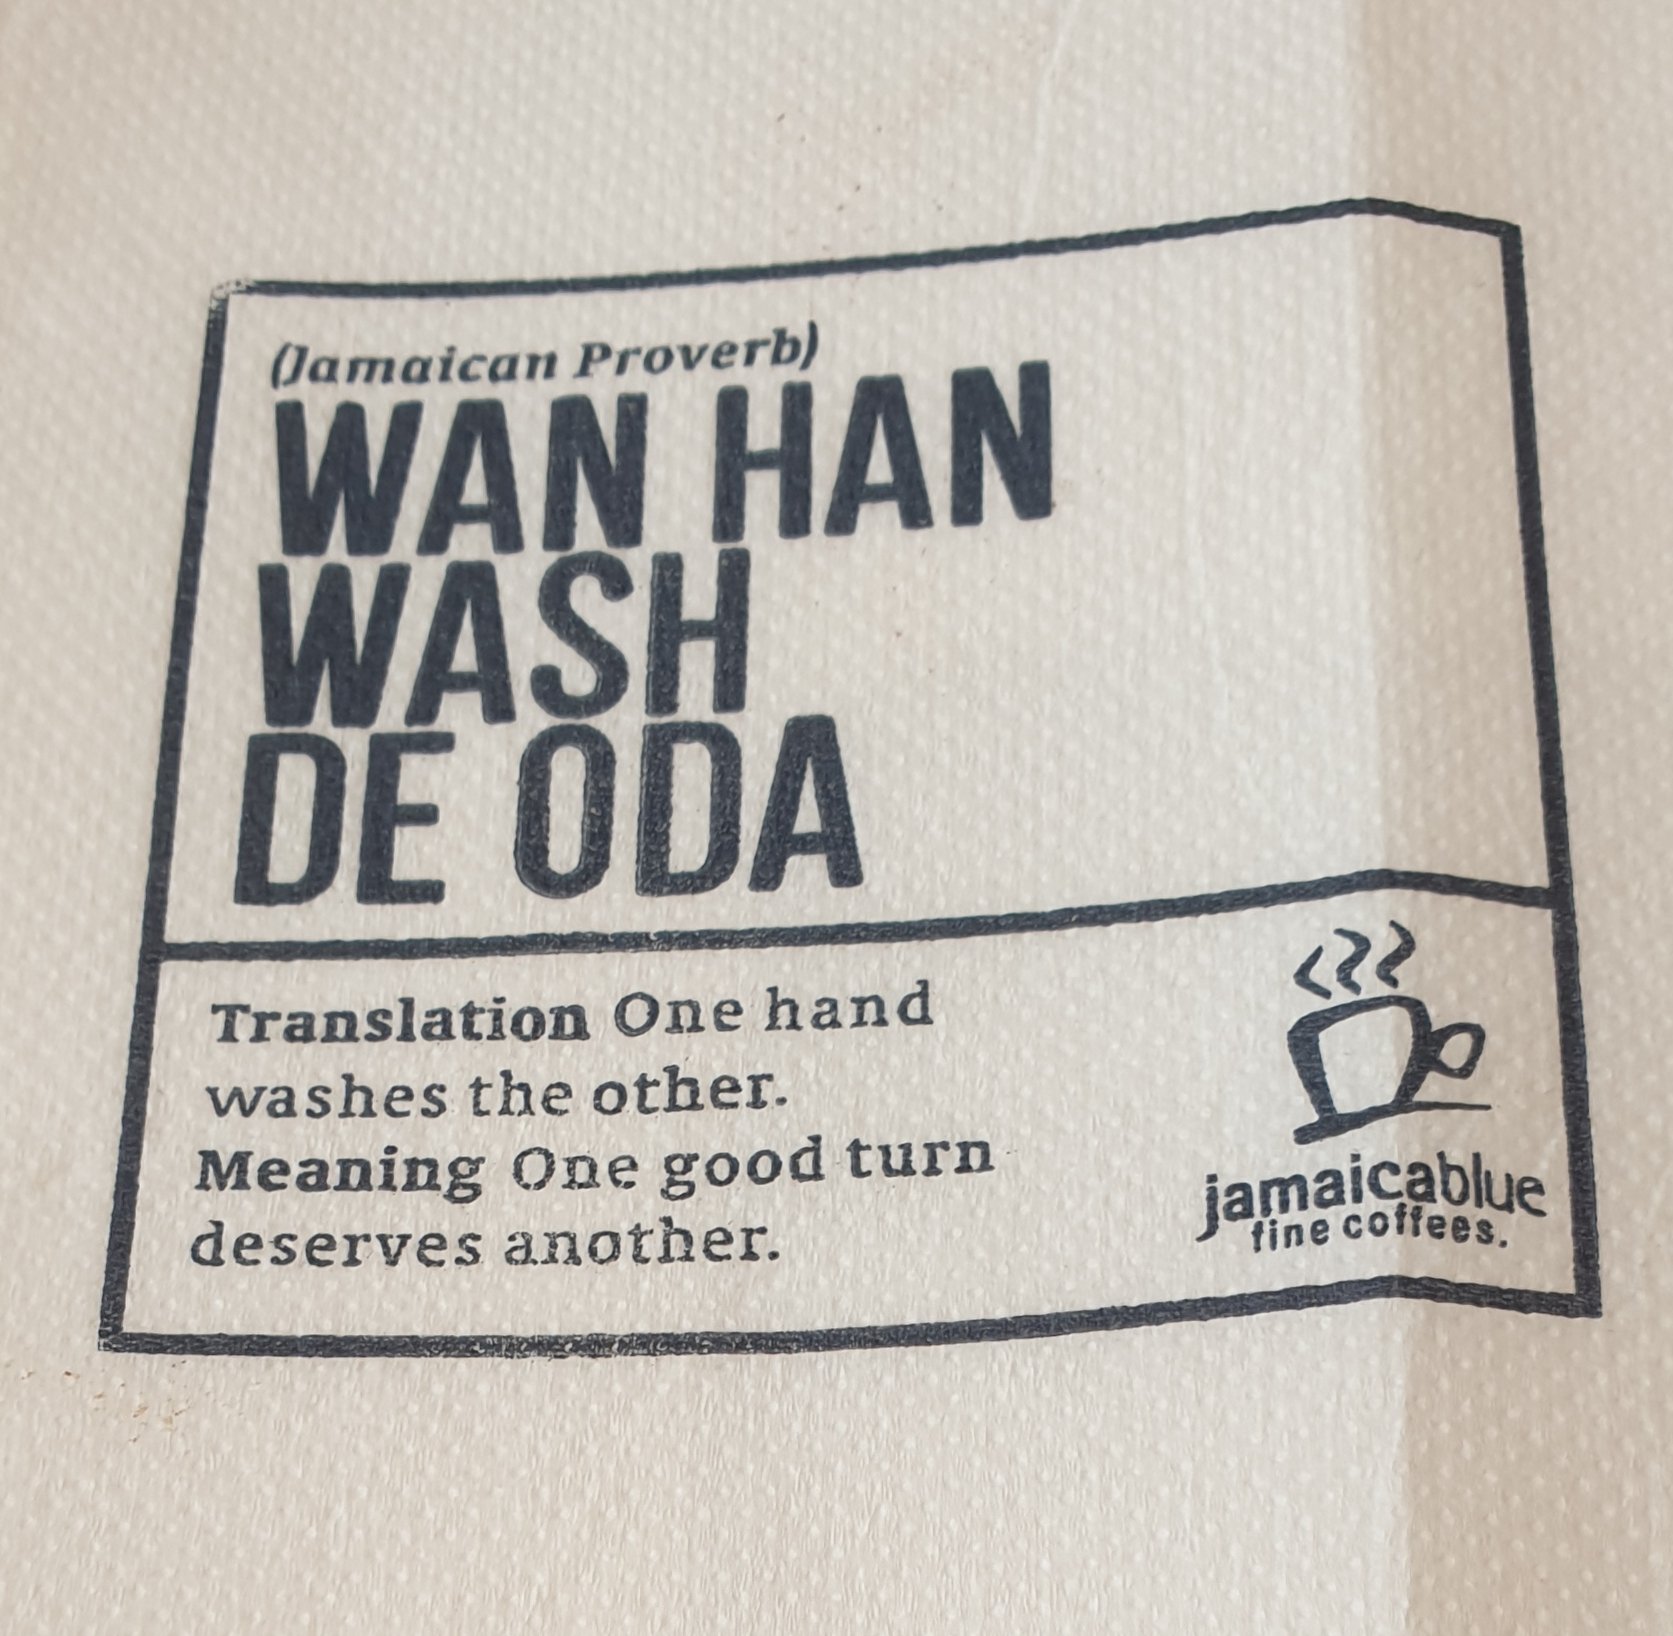 (Jamaican Proverb)
WAN HAN
WASH
DE ODA
Translation One hand
washes the other.
Meaning One good turn
deserves another.
jamaicablue
fine coffees.